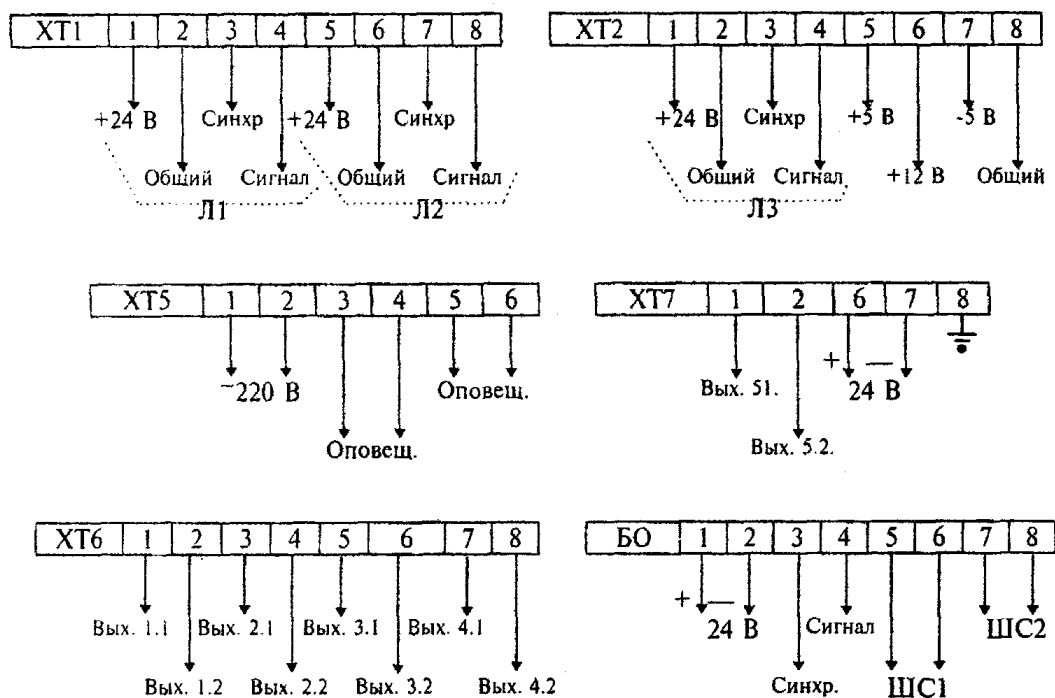 XT1 1 2 3 4 5 6 7 8
XT2 1 2 3 4 5 6 7 8
+24 В Синхр +24 В Синхр
+24 В Синхр +5 В -5 В
Общий Сигнал Общий Сигнал
Общий Сигнал +12 В Общий
Л1 Л2
Л3
XT5 1 2 3 4 5 6
XT7 1 2 6 7 8
~220 В Оповещ.
+ —
Вых. 51. 24 В
Оповещ.
Вых. 5.2.
XT6 1 2 3 4 5 6 7 8
БО 1 2 3 4 5 6 7 8
Вых. 1.1 Вых. 2.1 Вых. 3.1 Вых. 4.1
+ —
24 В Сигнал ШС2
Вых. 1.2 Вых. 2.2 Вых. 3.2 Вых. 4.2
Синхр. ШС1